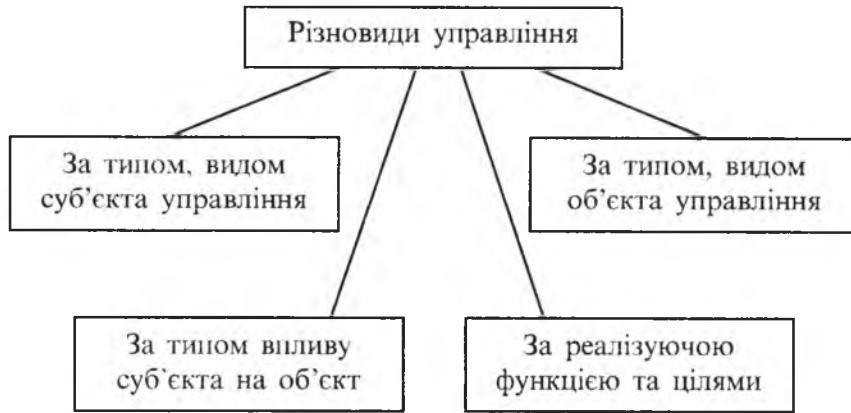 Різновиди управління
За типом, видом
суб’єкта управління
За типом, видом
об’єкта управління
За типом впливу
суб’єкта на об’єкт
За реалізуючою
функцією та цілями